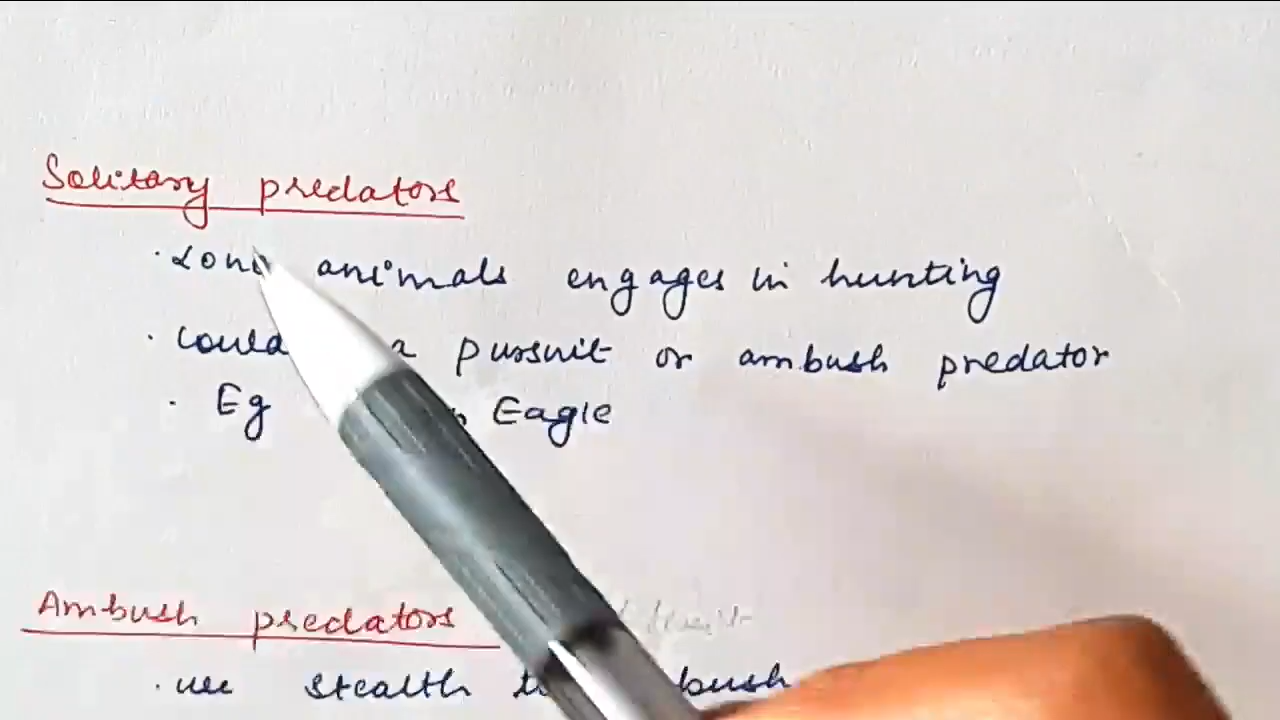 Solitary predators
· Lone animals engages in hunting
· could a pursuit or ambush predator
· Eg Eagle
Ambush predators
· use stealth